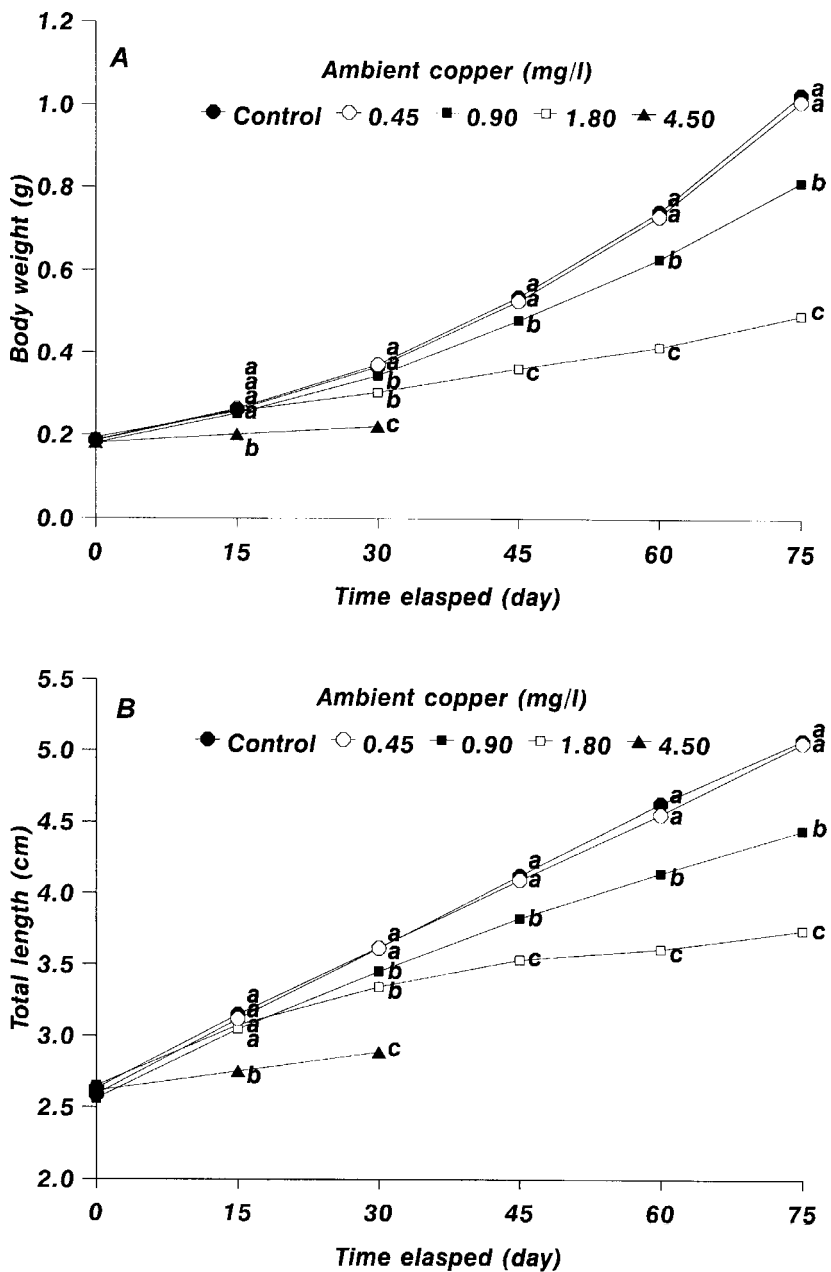 1.2
A
Ambient copper (mg/l)
Control 0.45 0.90 1.80 4.50
1.0
0.8
0.6
0.4
0.2
0.0
Body weight (g)
a
a
a
a
b
a
a
b
b
c
a
a
b
c
a
a
b
c
a
a
b
c
0 15 30 45 60 75
Time elasped (day)
5.5
B
Ambient copper (mg/l)
Control 0.45 0.90 1.80 4.50
5.0
4.5
4.0
3.5
3.0
2.5
2.0
Total length (cm)
a
a
a
a
b
a
a
b
b
c
a
a
b
c
a
a
b
c
a
a
b
c
0 15 30 45 60 75
Time elasped (day)